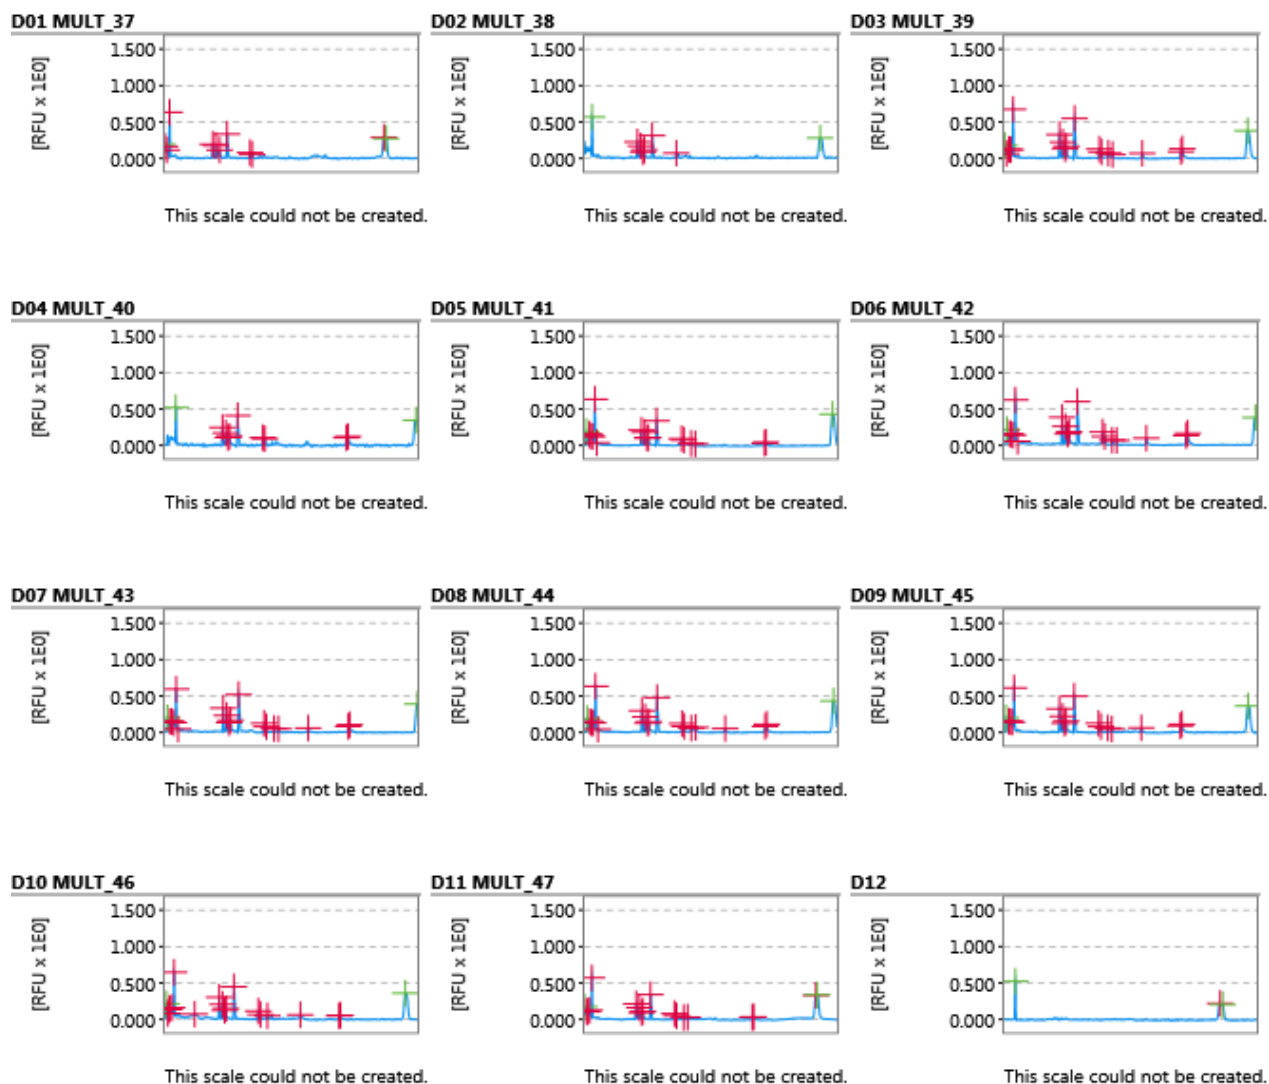 D01 MULT_37 D02 MULT_38 D03 MULT_39
[RFU x 1E0] [RFU x 1E0] [RFU x 1E0]
1.500 1.500 1.500
1.000 1.000 1.000
0.500 0.500 0.500
0.000 0.000 0.000
This scale could not be created. This scale could not be created. This scale could not be created.
D04 MULT_40 D05 MULT_41 D06 MULT_42
[RFU x 1E0] [RFU x 1E0] [RFU x 1E0]
1.500 1.500 1.500
1.000 1.000 1.000
0.500 0.500 0.500
0.000 0.000 0.000
This scale could not be created. This scale could not be created. This scale could not be created.
D07 MULT_43 D08 MULT_44 D09 MULT_45
[RFU x 1E0] [RFU x 1E0] [RFU x 1E0]
1.500 1.500 1.500
1.000 1.000 1.000
0.500 0.500 0.500
0.000 0.000 0.000
This scale could not be created. This scale could not be created. This scale could not be created.
D10 MULT_46 D11 MULT_47 D12
[RFU x 1E0] [RFU x 1E0] [RFU x 1E0]
1.500 1.500 1.500
1.000 1.000 1.000
0.500 0.500 0.500
0.000 0.000 0.000
This scale could not be created. This scale could not be created. This scale could not be created.